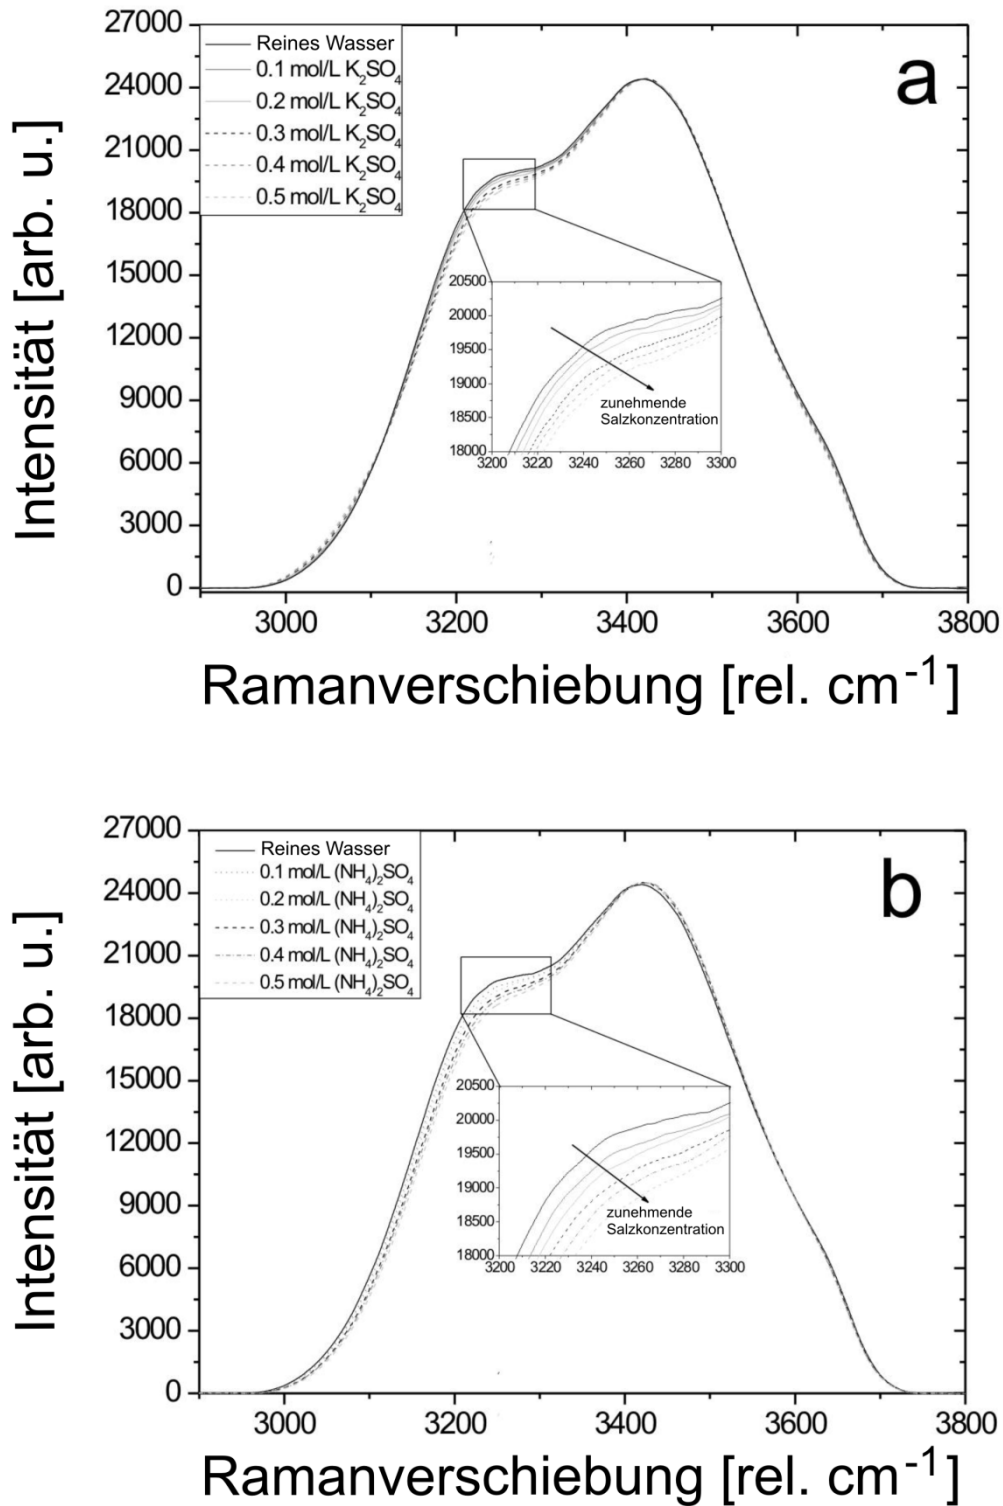 a
27000
24000
21000
18000
15000
12000
9000
6000
3000
0
Intensität [arb. u.]
Reines Wasser
0.1 mol/L K₂SO₄
0.2 mol/L K₂SO₄
0.3 mol/L K₂SO₄
0.4 mol/L K₂SO₄
0.5 mol/L K₂SO₄
20500
20000
19500
19000
18500
18000
zunehmende
Salzkonzentration
3200 3220 3240 3260 3280 3300
3000 3200 3400 3600 3800
Ramanverschiebung [rel. cm⁻¹]
b
27000
24000
21000
18000
15000
12000
9000
6000
3000
0
Intensität [arb. u.]
Reines Wasser
0.1 mol/L (NH₄)₂SO₄
0.2 mol/L (NH₄)₂SO₄
0.3 mol/L (NH₄)₂SO₄
0.4 mol/L (NH₄)₂SO₄
0.5 mol/L (NH₄)₂SO₄
20500
20000
19500
19000
18500
18000
zunehmende
Salzkonzentration
3200 3220 3240 3260 3280 3300
3000 3200 3400 3600 3800
Ramanverschiebung [rel. cm⁻¹]